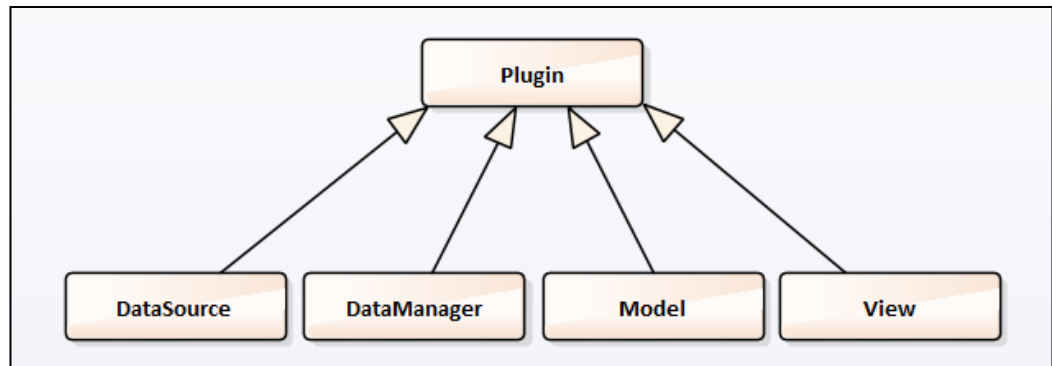 Plugin
DataSource
DataManager
Model
View